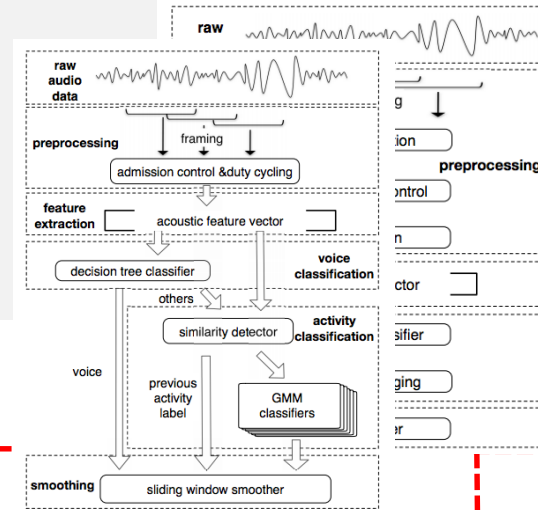 raw
raw
audio
data
preprocessing
framing
admission control &duty cycling
feature
extraction
acoustic feature vector
decision tree classifier
voice
classification
others
similarity detector
activity
classification
voice
previous
activity
label
GMM
classifiers
smoothing
sliding window smoother
g
ion
preprocessing
ontrol
n
ctor
sifier
ging
er